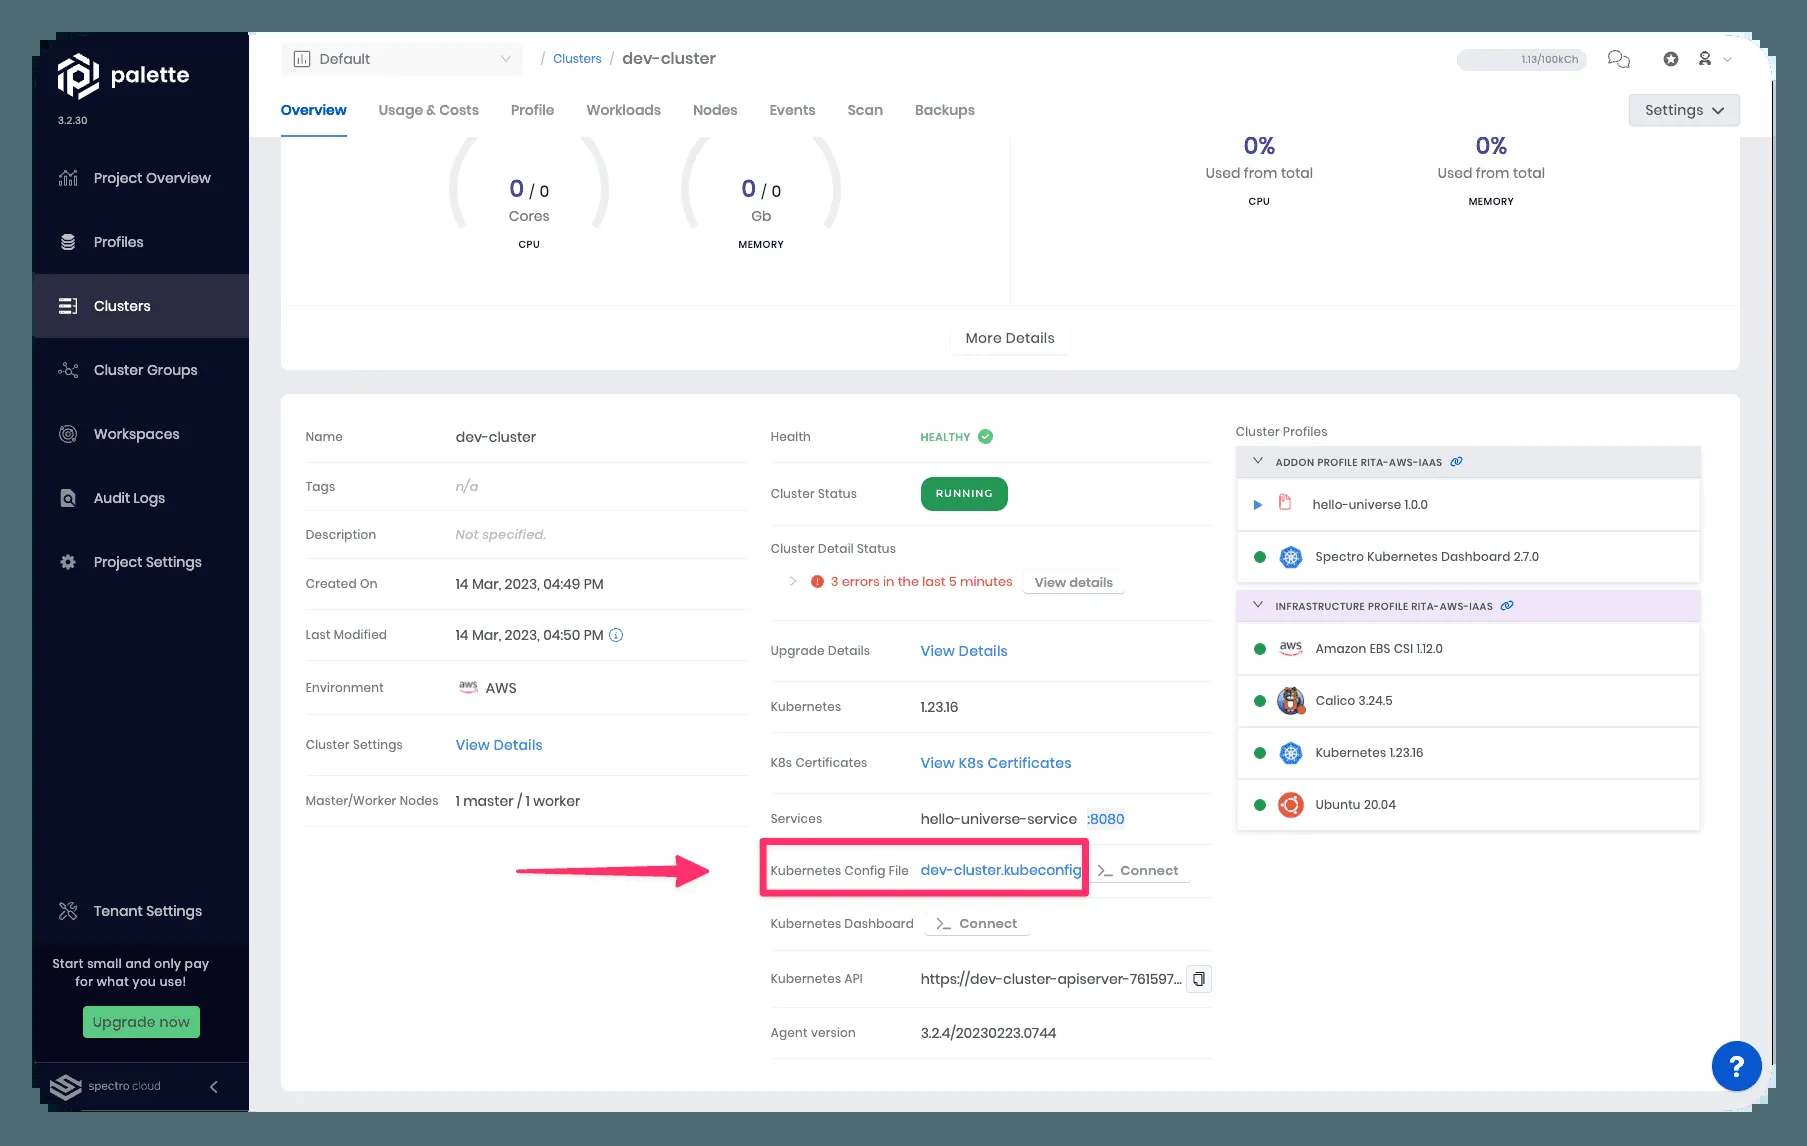 palette
3.2.30
Project Overview
Profiles
Clusters
Cluster Groups
Workspaces
Audit Logs
Project Settings
Tenant Settings
Start small and only pay
for what you use!
Upgrade now
spectro cloud
Default
/ Clusters / dev-cluster
1.13/100kCh
Overview Usage & Costs Profile Workloads Nodes Events Scan Backups
Settings
0 / 0
Cores
CPU
0 / 0
Gb
MEMORY
0%
Used from total
CPU
0%
Used from total
MEMORY
More Details
Name dev-cluster
Tags n/a
Description Not specified.
Created On 14 Mar, 2023, 04:49 PM
Last Modified 14 Mar, 2023, 04:50 PM
Environment aws AWS
Cluster Settings View Details
Master/Worker Nodes 1 master / 1 worker
Health HEALTHY
Cluster Status RUNNING
Cluster Detail Status
3 errors in the last 5 minutes View details
Upgrade Details View Details
Kubernetes 1.23.16
K8s Certificates View K8s Certificates
Services hello-universe-service :8080
Kubernetes Config File dev-cluster.kubeconfig >_ Connect
Kubernetes Dashboard >_ Connect
Kubernetes API https://dev-cluster-apiserver-761597...
Agent version 3.2.4/20230223.0744
Cluster Profiles
ADDON PROFILE RITA-AWS-IAAS
hello-universe 1.0.0
Spectro Kubernetes Dashboard 2.7.0
INFRASTRUCTURE PROFILE RITA-AWS-IAAS
aws Amazon EBS CSI 1.12.0
Calico 3.24.5
Kubernetes 1.23.16
Ubuntu 20.04
?